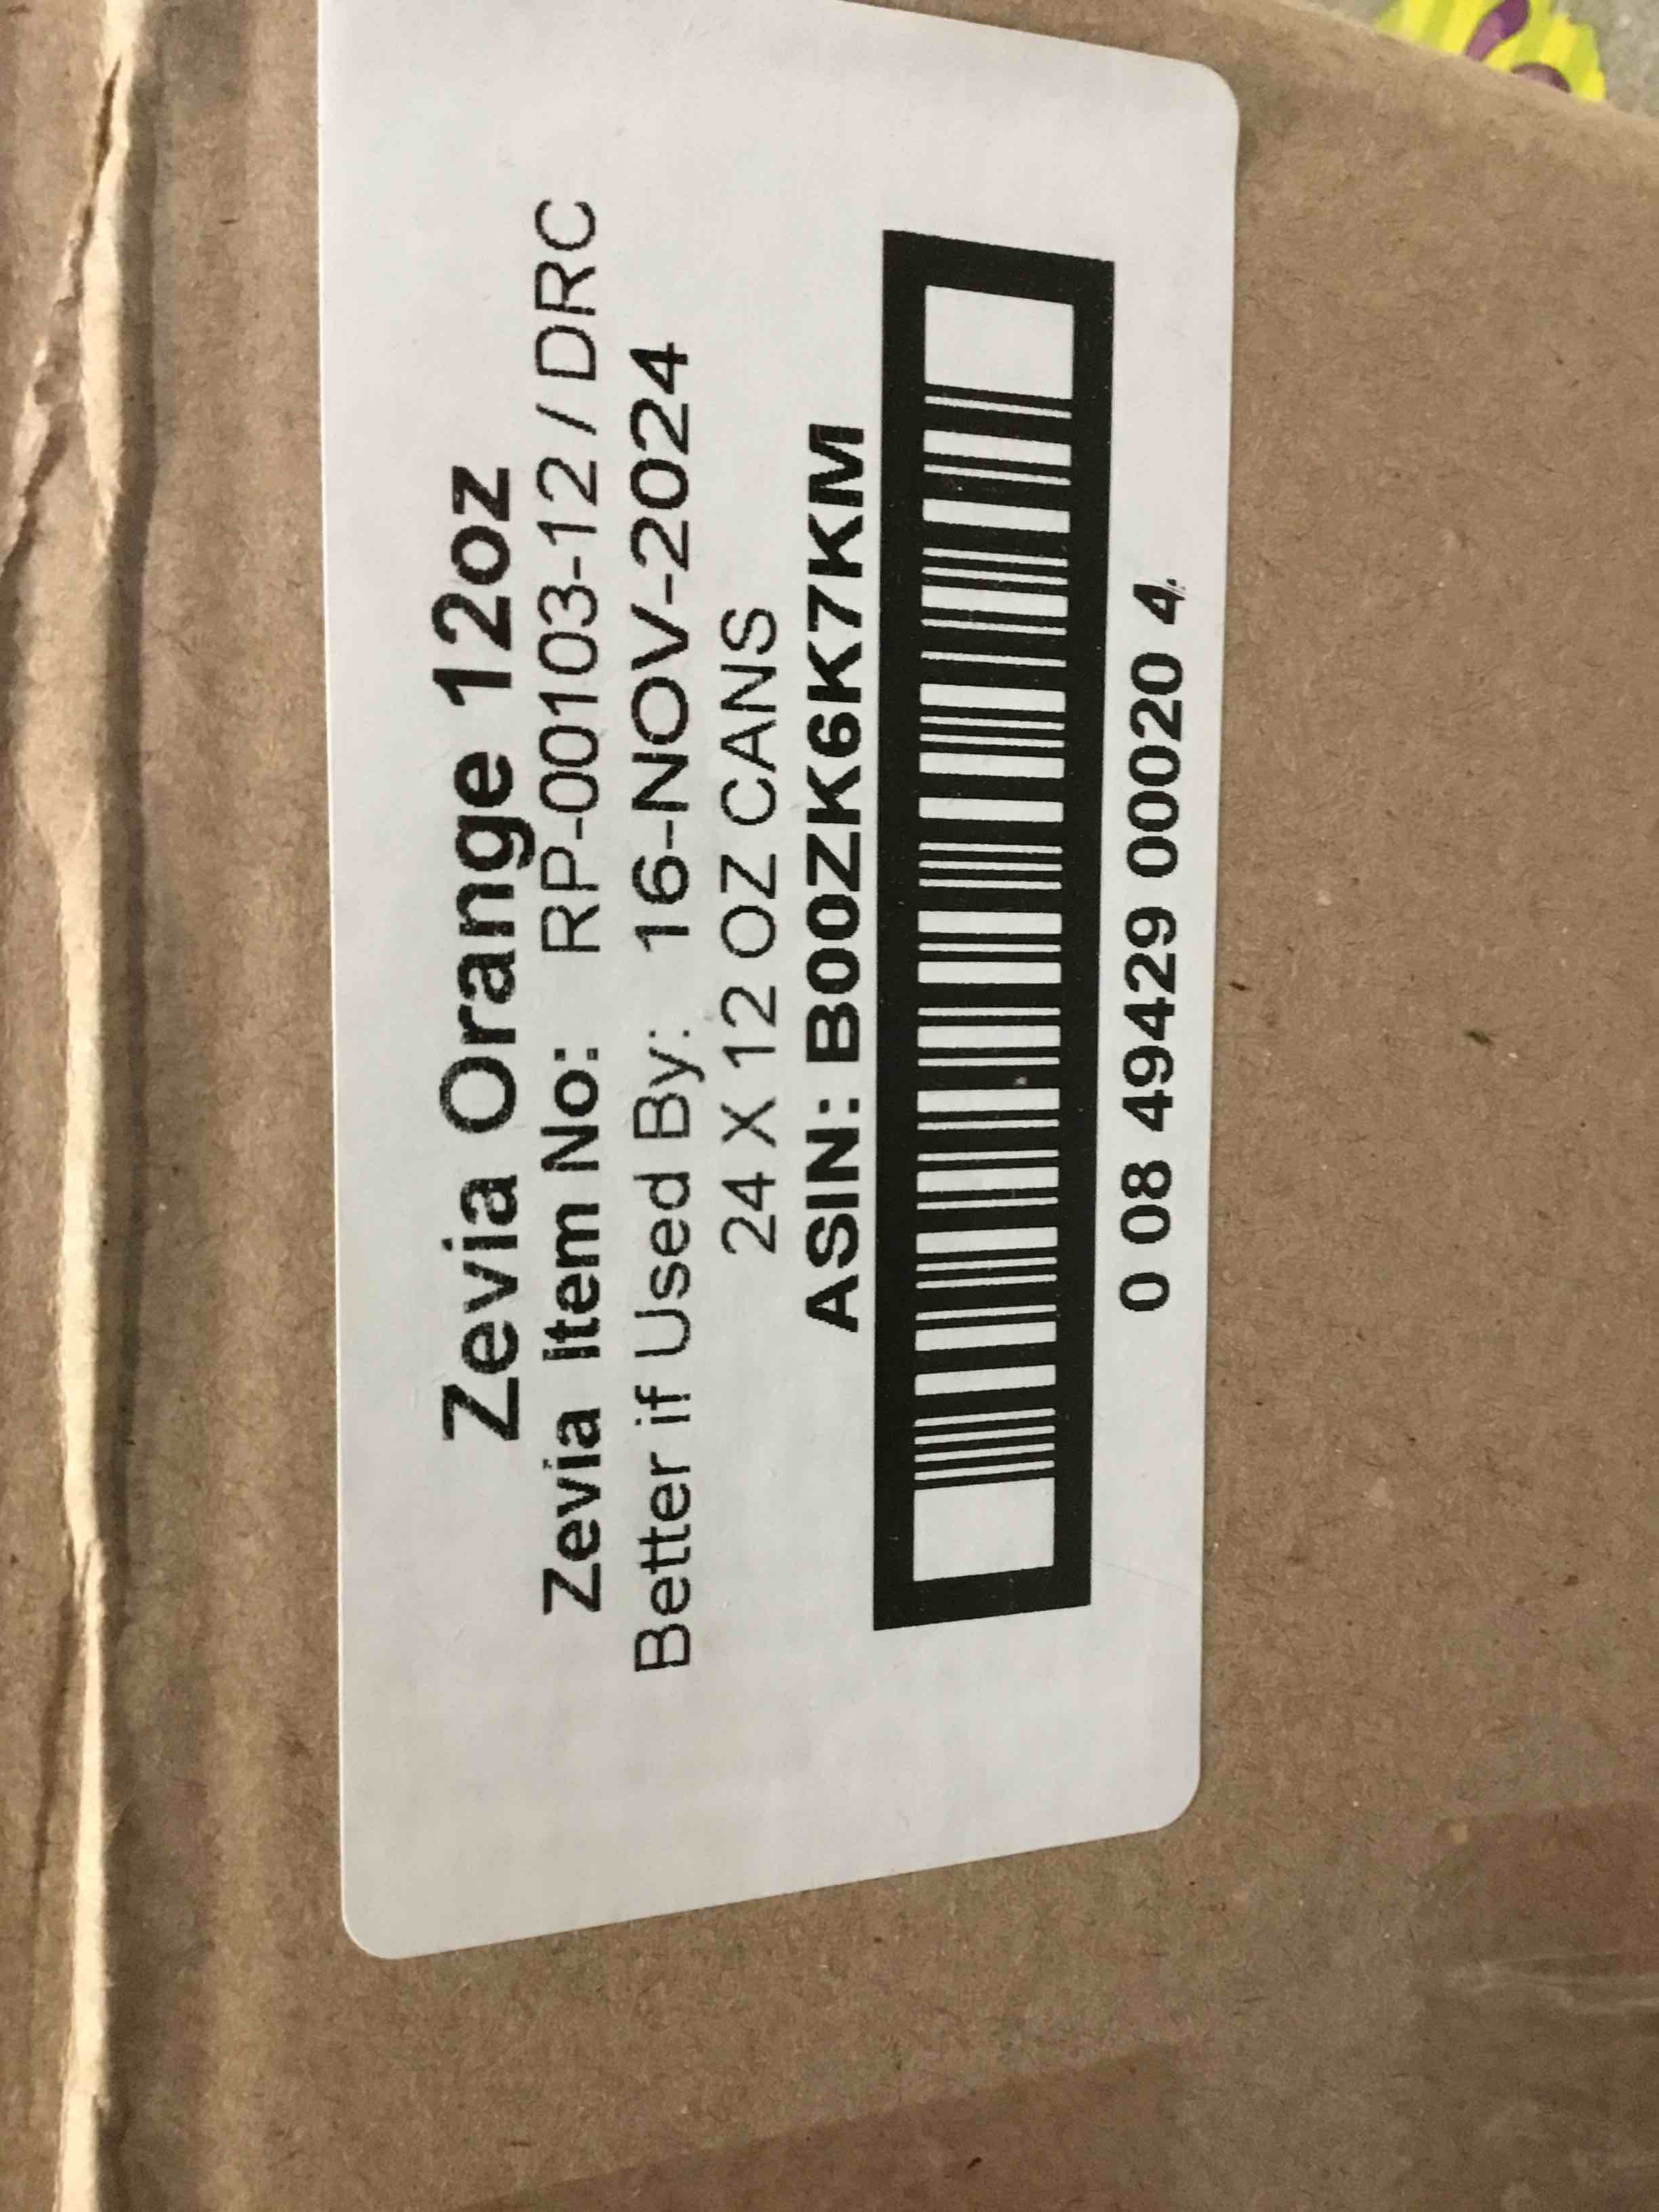 Zevia Orange 12oz
Zevia Item No: RP-00103-12 / DRC
Better if Used By: 16-NOV-2024
24 X 12 OZ CANS
ASIN: B00ZK6K7KM
0 08 49429 00020 4